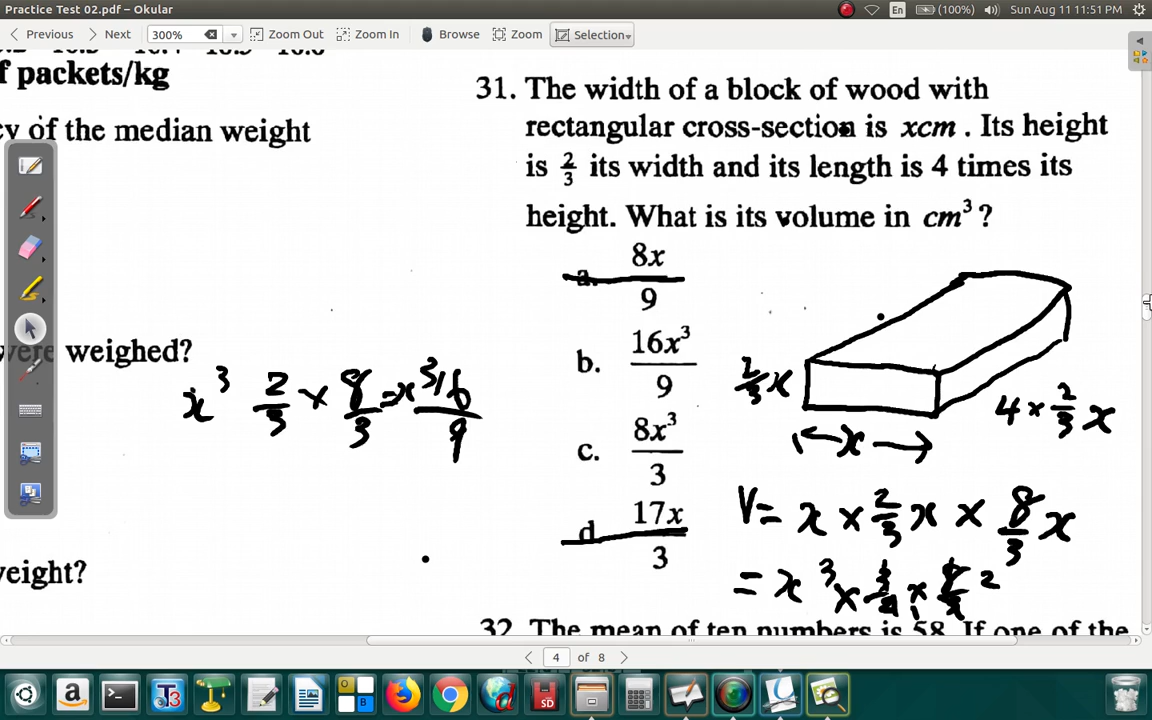 Practice Test 02.pdf – Okular
En (100%) Sun Aug 11 11:51 PM
Previous Next 300% Zoom Out Zoom In Browse Zoom Selection
f packets/kg
cy of the median weight
were weighed?
x³ 2/3 × 8/3 = x³ 16/9
weight?
31. The width of a block of wood with
rectangular cross-section is xcm . Its height
is 2/3 its width and its length is 4 times its
height. What is its volume in cm³ ?
a. 8x/9
b. 16x³/9
c. 8x³/3
d 17x/3
2/3 x
x
4 × 2/3 x
V = x × 2/3 x × 8/3 x
= x³ ×
32. The mean of ten numbers is 58. If one of the
4 of 8
SD